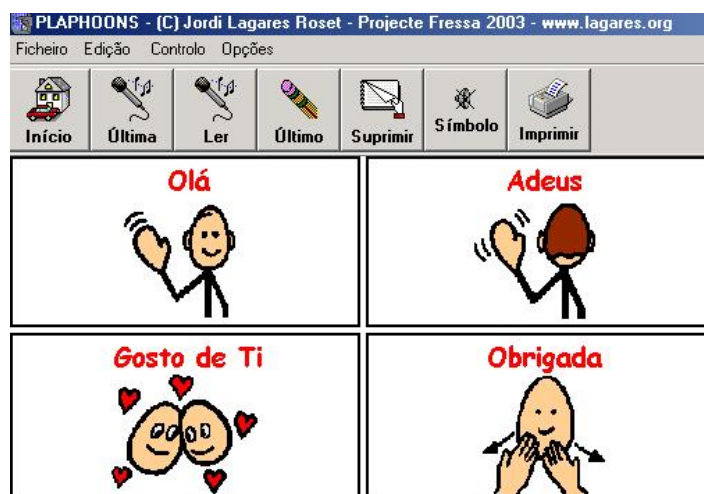 PLAPHOONS - (C) Jordi Lagares Roset - Projecte Fressa 2003 - www.lagares.org
Ficheiro Edição Controlo Opções
Início Última Ler Último Suprimir Símbolo Imprimir
Olá Adeus
Gosto de Ti Obrigada